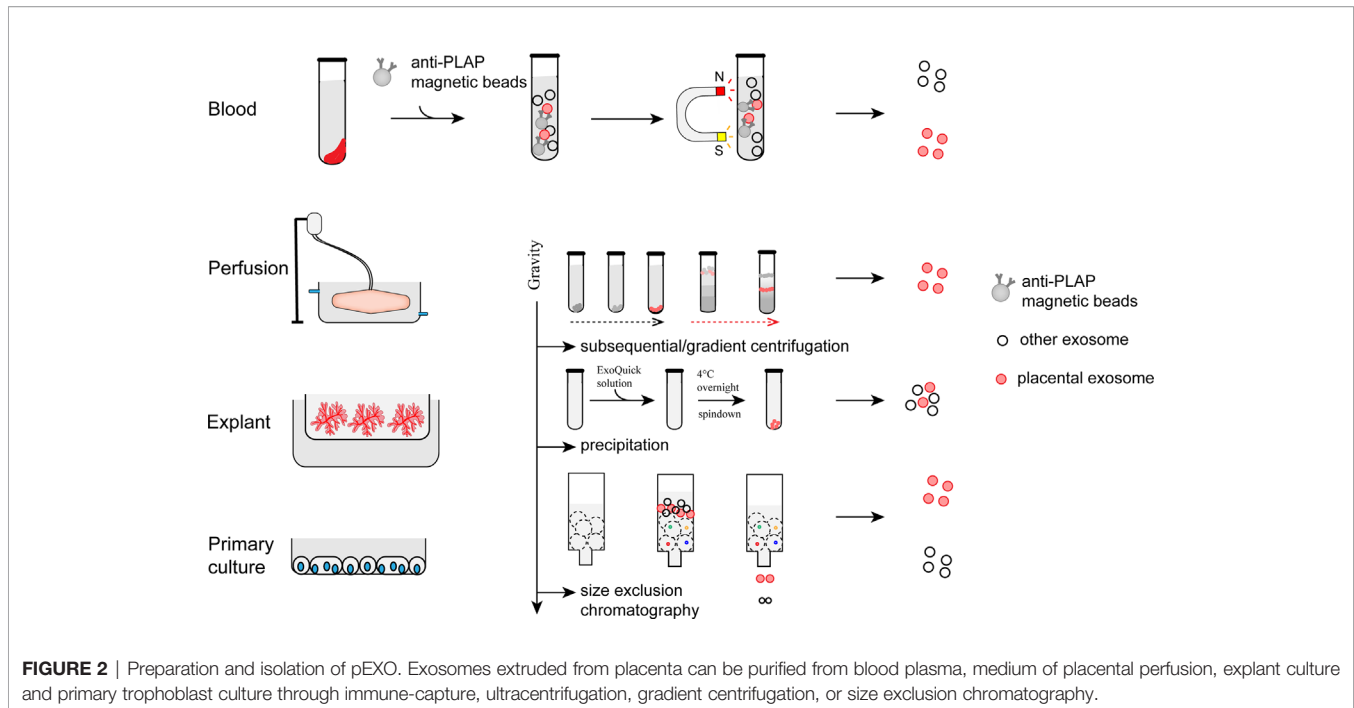 Blood
anti-PLAP
magnetic beads
N
S
Perfusion
Gravity
subsequential/gradient centrifugation
anti-PLAP
magnetic beads
other exosome
placental exosome
Explant
ExoQuick
solution
4°C
overnight
spindown
precipitation
Primary
culture
size exclusion
chromatography
FIGURE 2 | Preparation and isolation of pEXO. Exosomes extruded from placenta can be purified from blood plasma, medium of placental perfusion, explant culture
and primary trophoblast culture through immune-capture, ultracentrifugation, gradient centrifugation, or size exclusion chromatography.